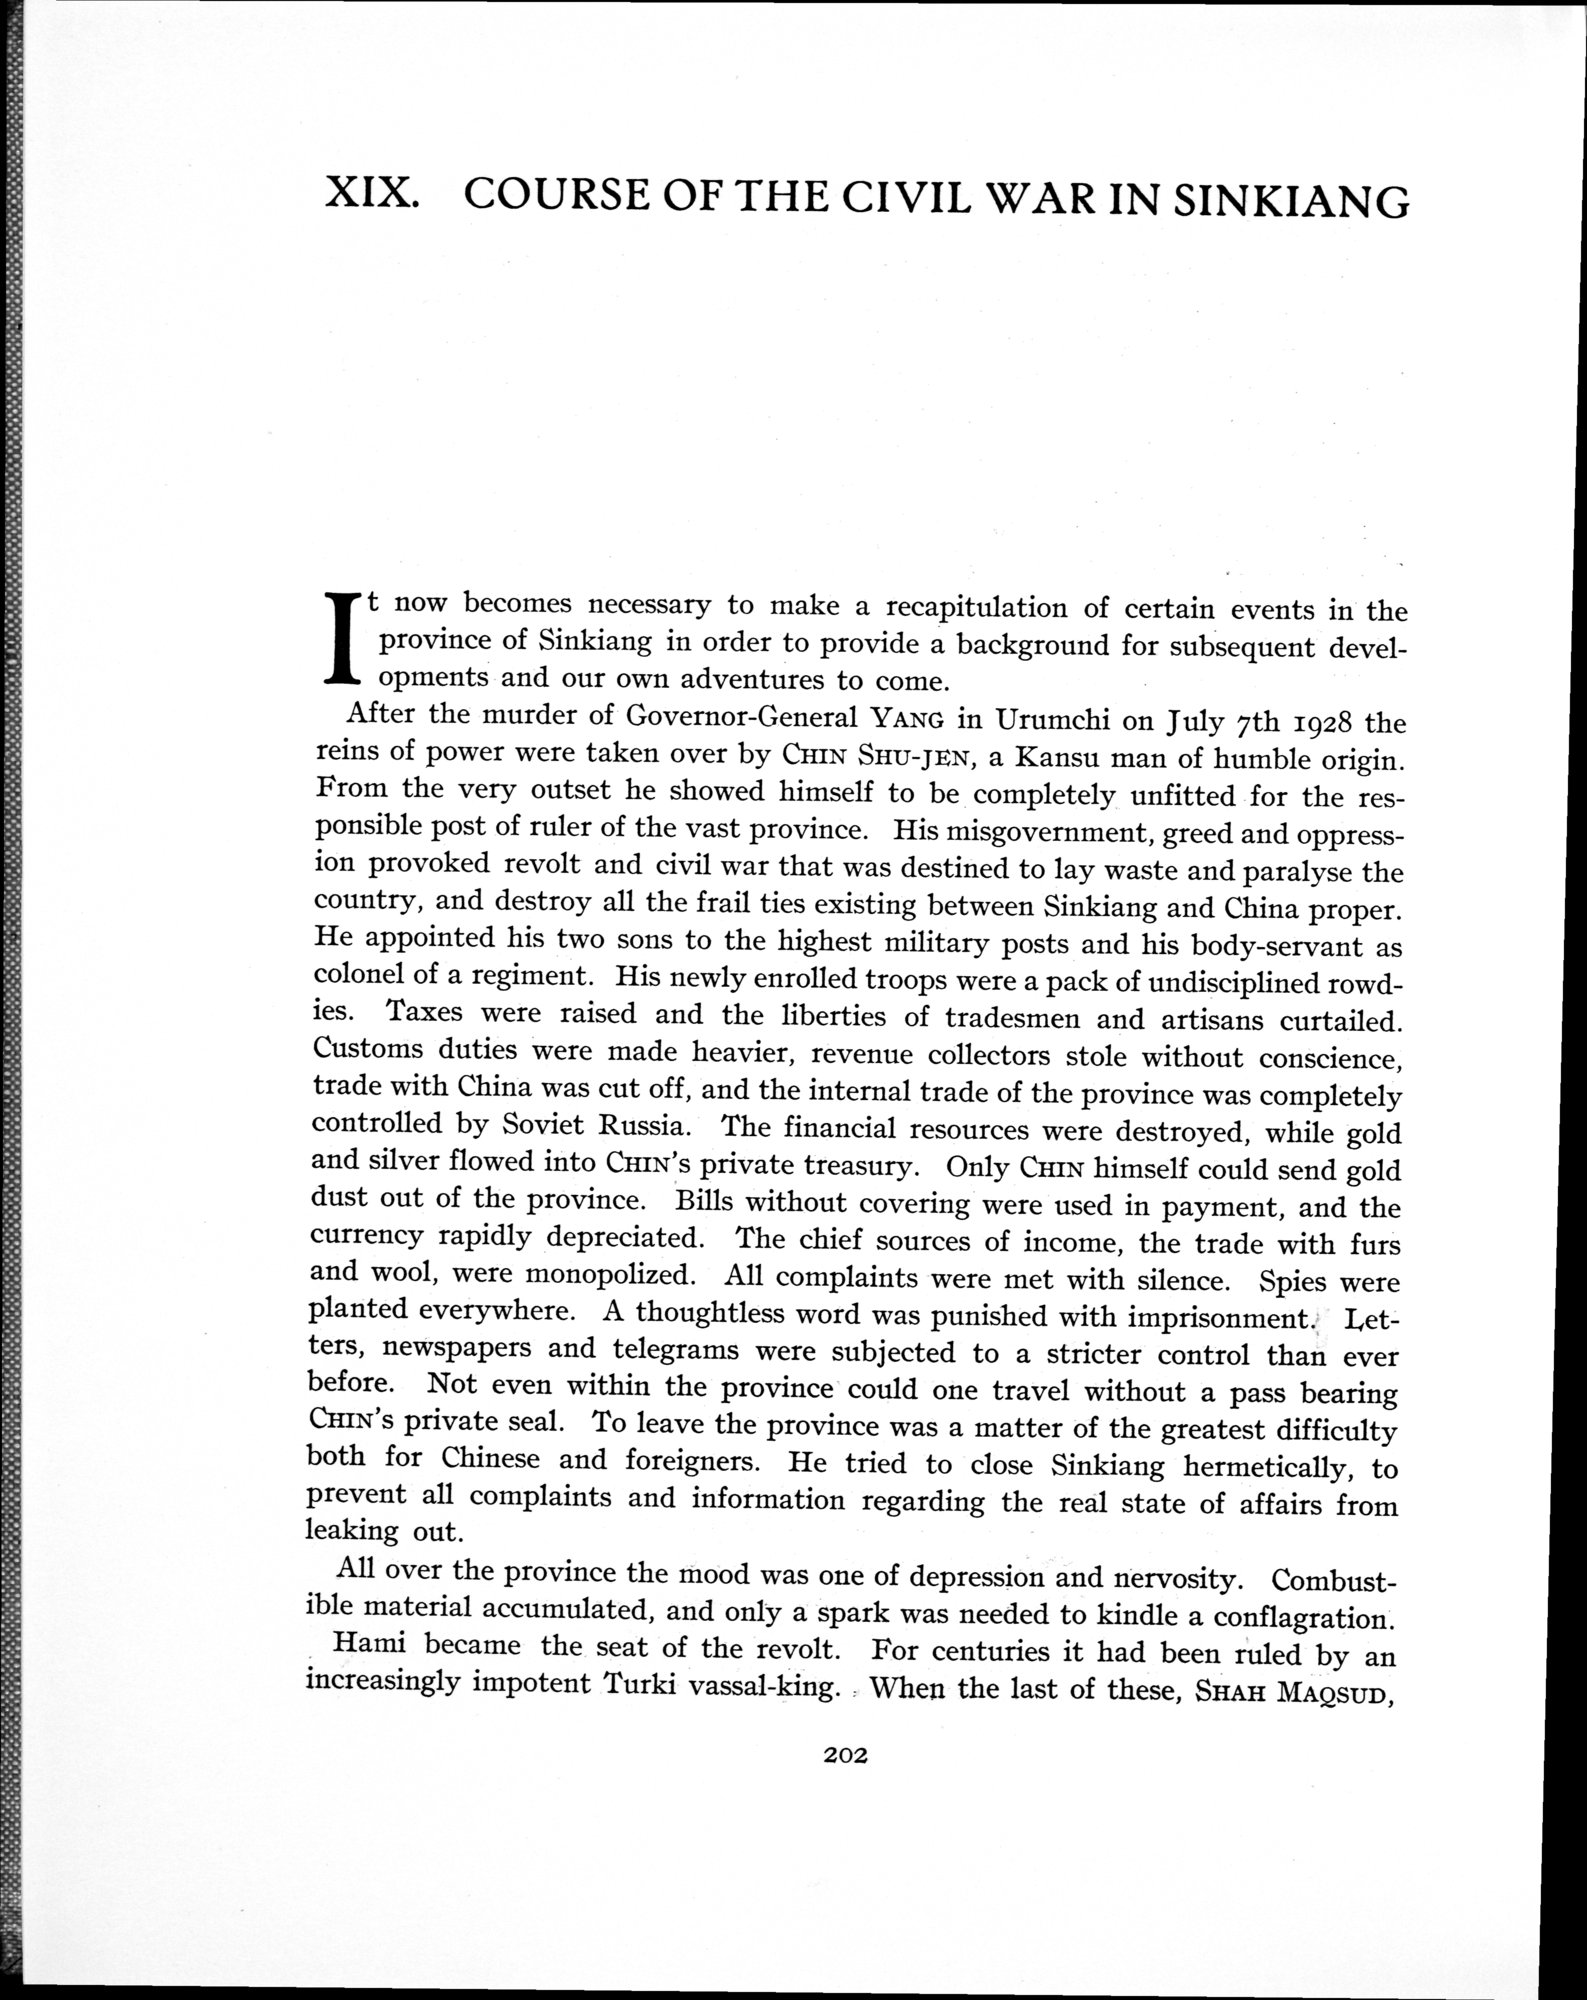 XIX. COURSE OF THE CIVIL WAR IN SINKIANG
It now becomes necessary to make a recapitulation of certain events in the
province of Sinkiang in order to provide a background for subsequent devel-
opments and our own adventures to come.
After the murder of Governor-General YANG in Urumchi on July 7th 1928 the
reins of power were taken over by CHIN SHU-JEN, a Kansu man of humble origin.
From the very outset he showed himself to be completely unfitted for the res-
ponsible post of ruler of the vast province. His misgovernment, greed and oppress-
ion provoked revolt and civil war that was destined to lay waste and paralyse the
country, and destroy all the frail ties existing between Sinkiang and China proper.
He appointed his two sons to the highest military posts and his body-servant as
colonel of a regiment. His newly enrolled troops were a pack of undisciplined rowd-
ies. Taxes were raised and the liberties of tradesmen and artisans curtailed.
Customs duties were made heavier, revenue collectors stole without conscience,
trade with China was cut off, and the internal trade of the province was completely
controlled by Soviet Russia. The financial resources were destroyed, while gold
and silver flowed into CHIN's private treasury. Only CHIN himself could send gold
dust out of the province. Bills without covering were used in payment, and the
currency rapidly depreciated. The chief sources of income, the trade with furs
and wool, were monopolized. All complaints were met with silence. Spies were
planted everywhere. A thoughtless word was punished with imprisonment. Let-
ters, newspapers and telegrams were subjected to a stricter control than ever
before. Not even within the province could one travel without a pass bearing
CHIN's private seal. To leave the province was a matter of the greatest difficulty
both for Chinese and foreigners. He tried to close Sinkiang hermetically, to
prevent all complaints and information regarding the real state of affairs from
leaking out.
All over the province the mood was one of depression and nervosity. Combust-
ible material accumulated, and only a spark was needed to kindle a conflagration.
Hami became the seat of the revolt. For centuries it had been ruled by an
increasingly impotent Turki vassal-king. When the last of these, SHAH MAQSUD,
202